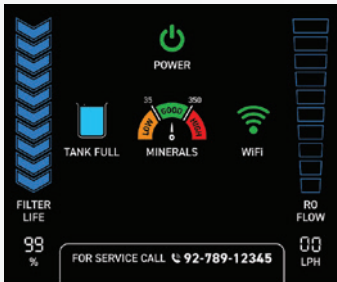 POWER
35 350
LOW GOOD HIGH
TANK FULL MINERALS WiFi
FILTER LIFE
RO FLOW
99
%
00
LPH
FOR SERVICE CALL 92-789-12345